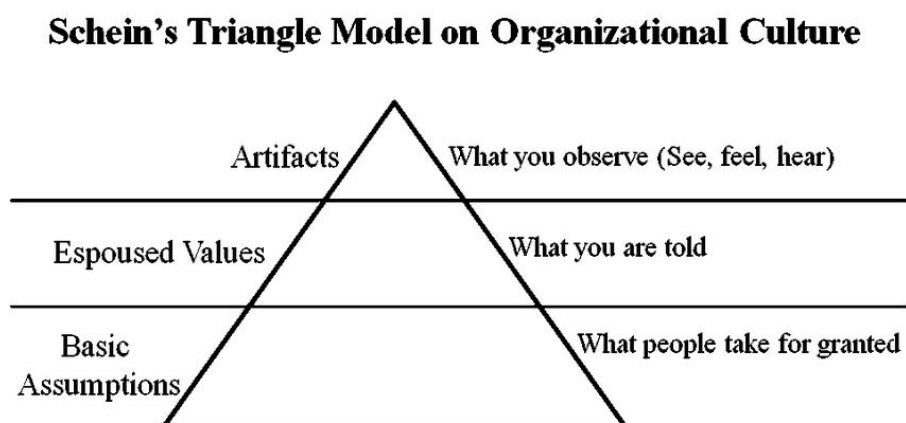 Schein's Triangle Model on Organizational Culture
Artifacts
What you observe (See, feel, hear)
Espoused Values
What you are told
Basic
Assumptions
What people take for granted